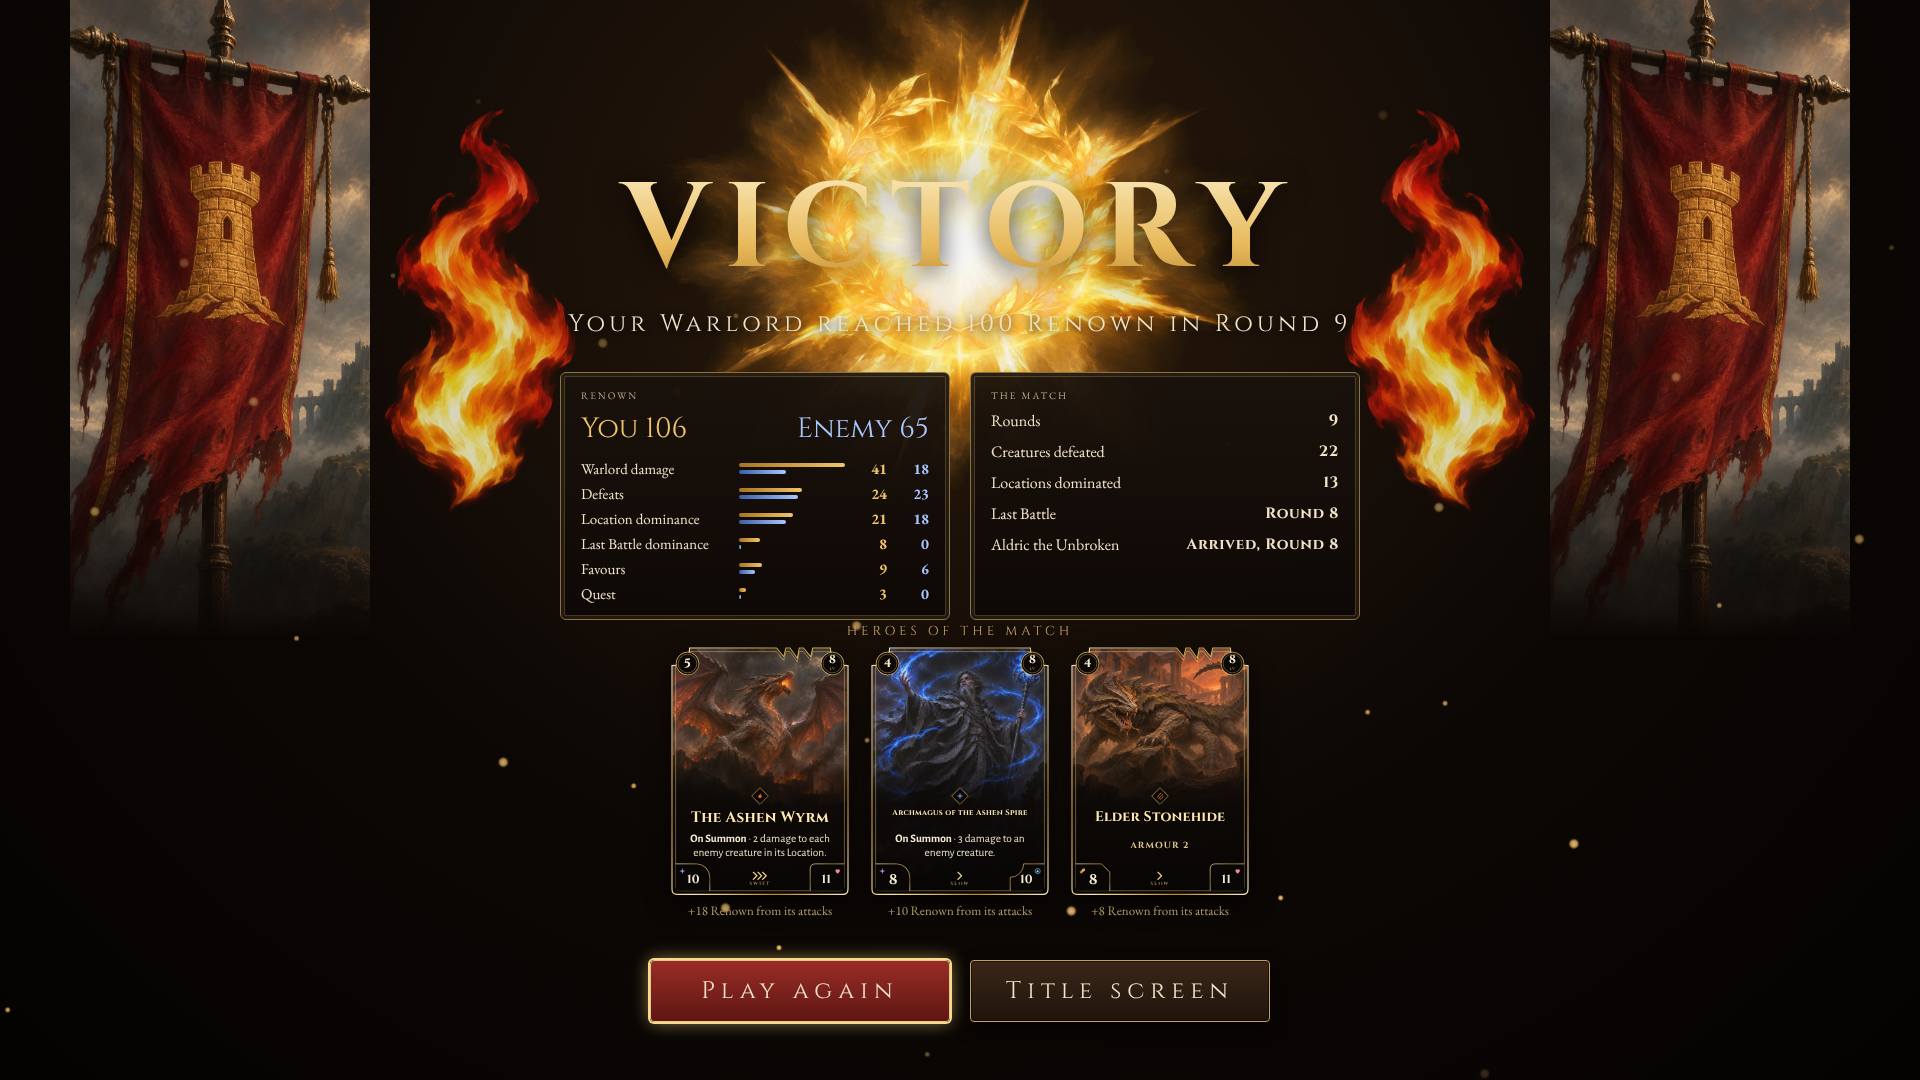 VICTORY
Your Warlord reached 100 Renown in Round 9
RENOWN
You 106 Enemy 65
Warlord damage 41 18
Defeats 24 23
Location dominance 21 18
Last Battle dominance 8 0
Favours 9 6
Quest 3 0
THE MATCH
Rounds 9
Creatures defeated 22
Locations dominated 13
Last Battle Round 8
Aldric the Unbroken Arrived, Round 8
HEROES OF THE MATCH
5 8
The Ashen Wyrm
On Summon · 2 damage to each
enemy creature in its Location.
10 SWIFT 11
+18 Renown from its attacks
4 8
Archmagus of the Ashen Spire
On Summon · 3 damage to an
enemy creature.
8 SLOW 10
+10 Renown from its attacks
4 8
Elder Stonehide
ARMOUR 2
8 SLOW 11
+8 Renown from its attacks
Play again
Title screen